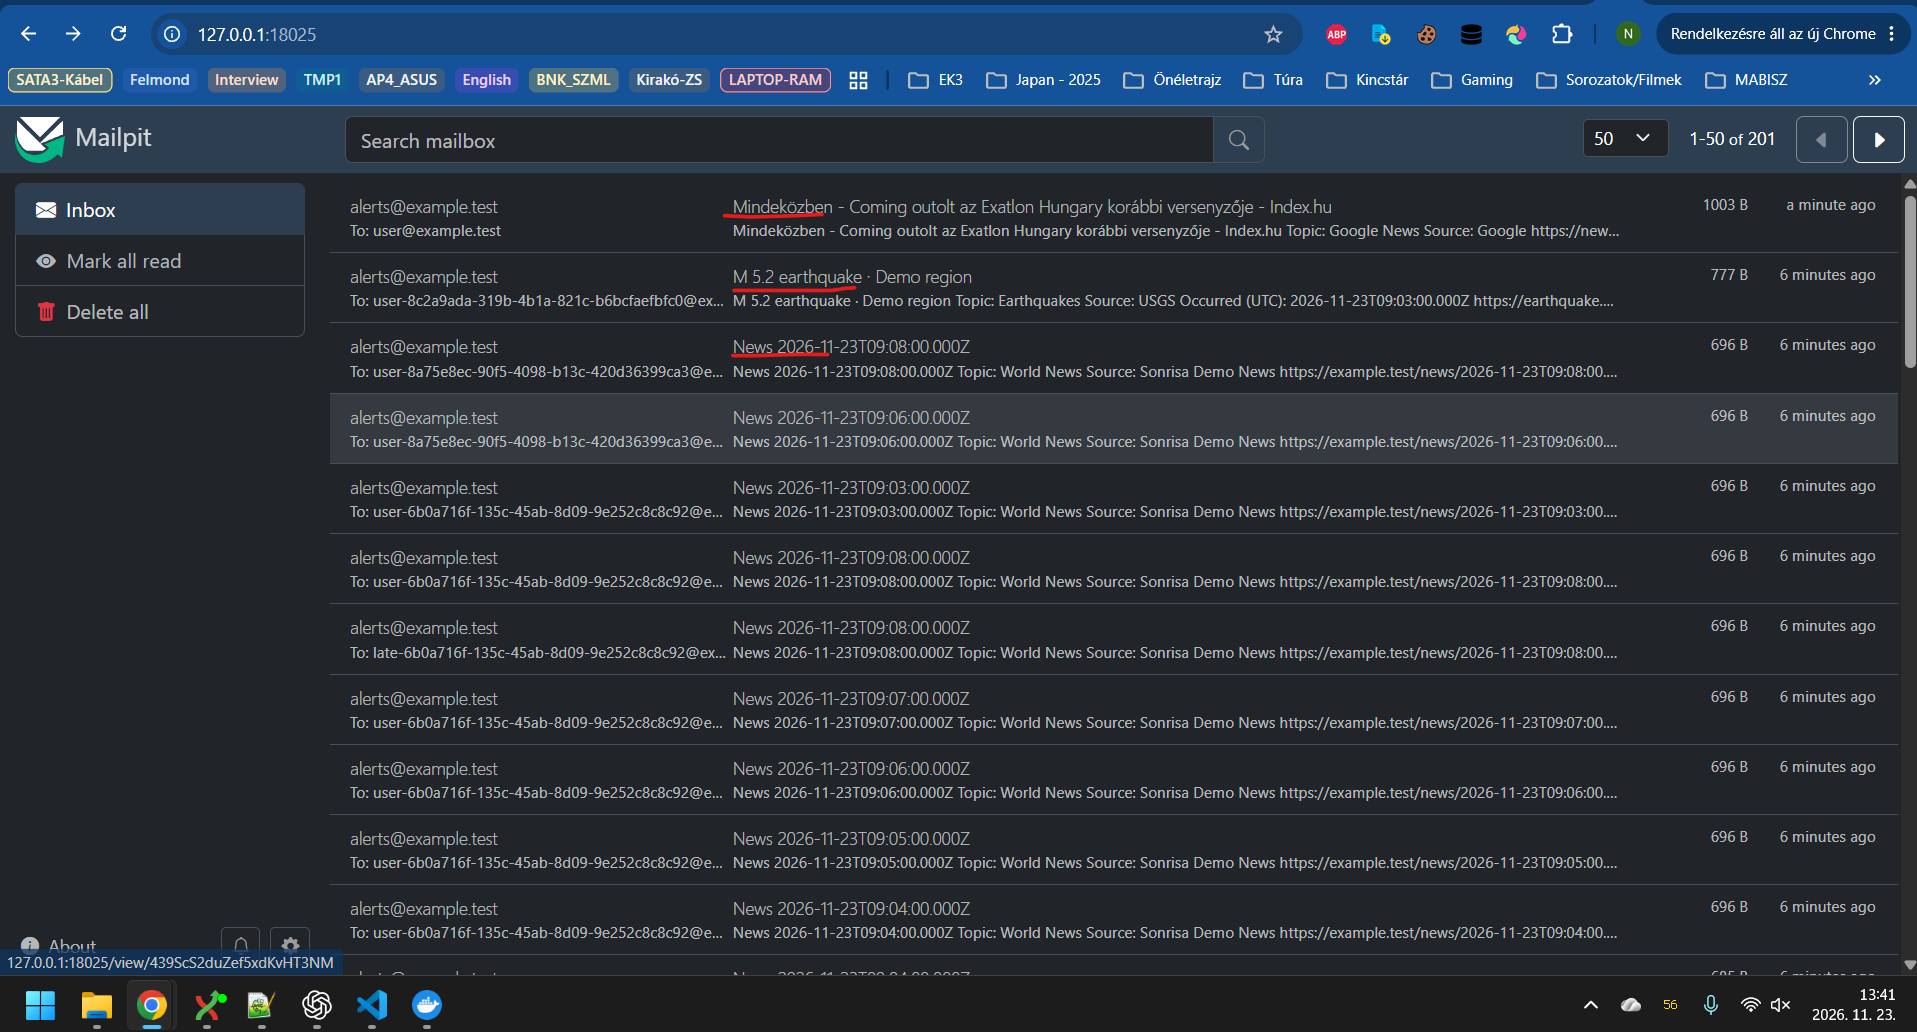 127.0.0.1:18025
ABP
N
Rendelkezésre áll az új Chrome
SATA3-Kábel
Felmond
Interview
TMP1
AP4_ASUS
English
BNK_SZML
Kirakó-ZS
LAPTOP-RAM
EK3
Japan - 2025
Önéletrajz
Túra
Kincstár
Gaming
Sorozatok/Filmek
MABISZ
Mailpit
Search mailbox
50
1-50 of 201
Inbox
Mark all read
Delete all
alerts@example.test
Mindeközben - Coming outolt az Exatlon Hungary korábbi versenyzője - Index.hu
1003 B
a minute ago
To: user@example.test
Mindeközben - Coming outolt az Exatlon Hungary korábbi versenyzője - Index.hu Topic: Google News Source: Google https://new...
alerts@example.test
M 5.2 earthquake · Demo region
777 B
6 minutes ago
To: user-8c2a9ada-319b-4b1a-821c-b6bcfaefbfc0@ex...
M 5.2 earthquake · Demo region Topic: Earthquakes Source: USGS Occurred (UTC): 2026-11-23T09:03:00.000Z https://earthquake....
alerts@example.test
News 2026-11-23T09:08:00.000Z
696 B
6 minutes ago
To: user-8a75e8ec-90f5-4098-b13c-420d36399ca3@e...
News 2026-11-23T09:08:00.000Z Topic: World News Source: Sonrisa Demo News https://example.test/news/2026-11-23T09:08:00....
alerts@example.test
News 2026-11-23T09:06:00.000Z
696 B
6 minutes ago
To: user-8a75e8ec-90f5-4098-b13c-420d36399ca3@e...
News 2026-11-23T09:06:00.000Z Topic: World News Source: Sonrisa Demo News https://example.test/news/2026-11-23T09:06:00....
alerts@example.test
News 2026-11-23T09:03:00.000Z
696 B
6 minutes ago
To: user-6b0a716f-135c-45ab-8d09-9e252c8c8c92@e...
News 2026-11-23T09:03:00.000Z Topic: World News Source: Sonrisa Demo News https://example.test/news/2026-11-23T09:03:00....
alerts@example.test
News 2026-11-23T09:08:00.000Z
696 B
6 minutes ago
To: user-6b0a716f-135c-45ab-8d09-9e252c8c8c92@e...
News 2026-11-23T09:08:00.000Z Topic: World News Source: Sonrisa Demo News https://example.test/news/2026-11-23T09:08:00....
alerts@example.test
News 2026-11-23T09:08:00.000Z
696 B
6 minutes ago
To: late-6b0a716f-135c-45ab-8d09-9e252c8c8c92@ex...
News 2026-11-23T09:08:00.000Z Topic: World News Source: Sonrisa Demo News https://example.test/news/2026-11-23T09:08:00....
alerts@example.test
News 2026-11-23T09:07:00.000Z
696 B
6 minutes ago
To: user-6b0a716f-135c-45ab-8d09-9e252c8c8c92@e...
News 2026-11-23T09:07:00.000Z Topic: World News Source: Sonrisa Demo News https://example.test/news/2026-11-23T09:07:00....
alerts@example.test
News 2026-11-23T09:06:00.000Z
696 B
6 minutes ago
To: user-6b0a716f-135c-45ab-8d09-9e252c8c8c92@e...
News 2026-11-23T09:06:00.000Z Topic: World News Source: Sonrisa Demo News https://example.test/news/2026-11-23T09:06:00....
alerts@example.test
News 2026-11-23T09:05:00.000Z
696 B
6 minutes ago
To: user-6b0a716f-135c-45ab-8d09-9e252c8c8c92@e...
News 2026-11-23T09:05:00.000Z Topic: World News Source: Sonrisa Demo News https://example.test/news/2026-11-23T09:05:00....
alerts@example.test
News 2026-11-23T09:04:00.000Z
696 B
6 minutes ago
To: user-6b0a716f-135c-45ab-8d09-9e252c8c8c92@e...
News 2026-11-23T09:04:00.000Z Topic: World News Source: Sonrisa Demo News https://example.test/news/2026-11-23T09:04:00....
About
127.0.0.1:18025/view/439ScS2duZef5xdKvHT3NM
56
13:41
2026. 11. 23.